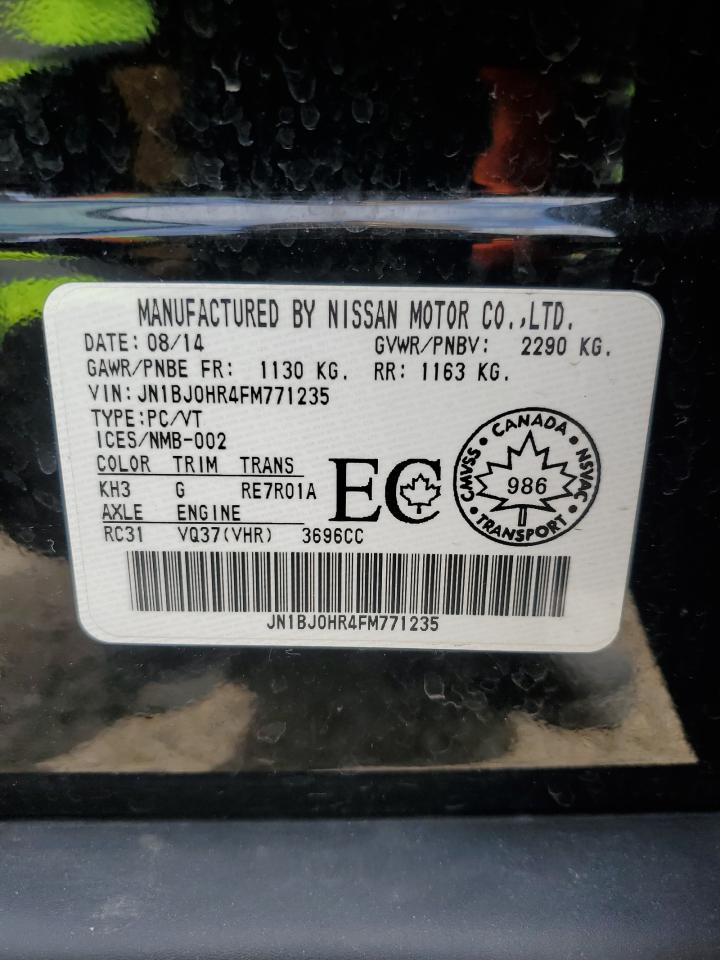 MANUFACTURED BY NISSAN MOTOR CO.,LTD.
DATE: 08/14 GVWR/PNBV: 2290 KG.
GAWR/PNBE FR: 1130 KG. RR: 1163 KG.
VIN: JN1BJ0HR4FM771235
TYPE:PC/VT
ICES/NMB-002
COLOR TRIM TRANS
KH3 G RE7R01A
AXLE ENGINE
RC31 VQ37(VHR) 3696CC
EC
CANADA
CMVSS NSVAC
986
TRANSPORT
JN1BJ0HR4FM771235